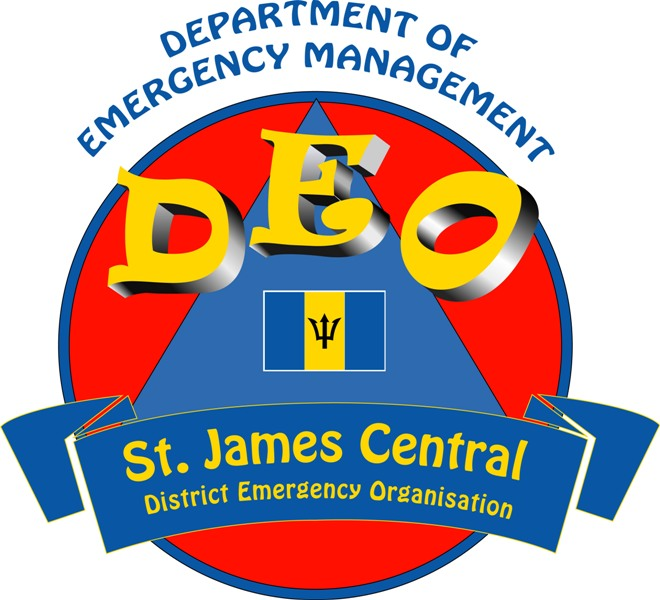 DEPARTMENT OF
EMERGENCY MANAGEMENT
DEO
St. James Central
District Emergency Organisation